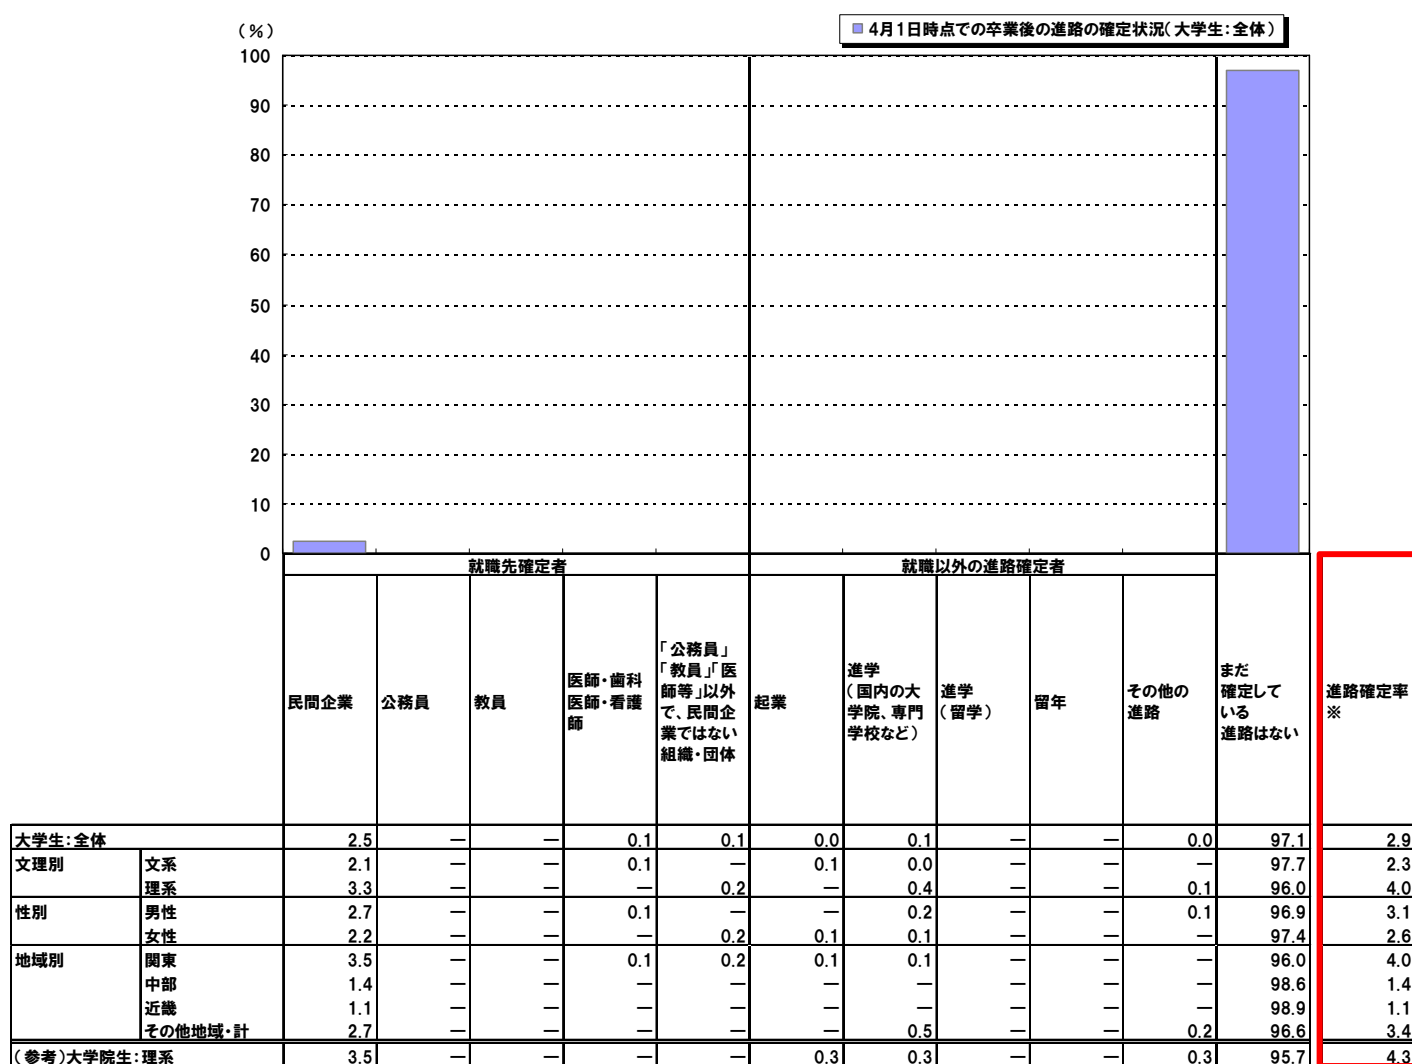 （%）
4月1日時点での卒業後の進路の確定状況（大学生：全体）
100
90
80
70
60
50
40
30
20
10
0
就職先確定者 就職以外の進路確定者
民間企業
公務員
教員
医師・歯科
医師・看護
師
「公務員」
「教員」「医
師等」以外
で、民間企
業ではない
組織・団体
起業
進学
（国内の大
学院、専門
学校など）
進学
（留学）
留年
その他の
進路
まだ
確定して
いる
進路はない
進路確定率
※
大学生：全体 2.5 － － 0.1 0.1 0.0 0.1 － － 0.0 97.1 2.9
文理別 文系 2.1 － － 0.1 － 0.1 0.0 － － － 97.7 2.3
理系 3.3 － － － 0.2 － 0.4 － － 0.1 96.0 4.0
性別 男性 2.7 － － 0.1 － － 0.2 － － 0.1 96.9 3.1
女性 2.2 － － － 0.2 0.1 0.1 － － － 97.4 2.6
地域別 関東 3.5 － － 0.1 0.2 0.1 0.1 － － － 96.0 4.0
中部 1.4 － － － － － － － － － 98.6 1.4
近畿 1.1 － － － － － － － － － 98.9 1.1
その他地域・計 2.7 － － － － － 0.5 － － 0.2 96.6 3.4
（参考）大学院生：理系 3.5 － － － － 0.3 0.3 － － 0.3 95.7 4.3